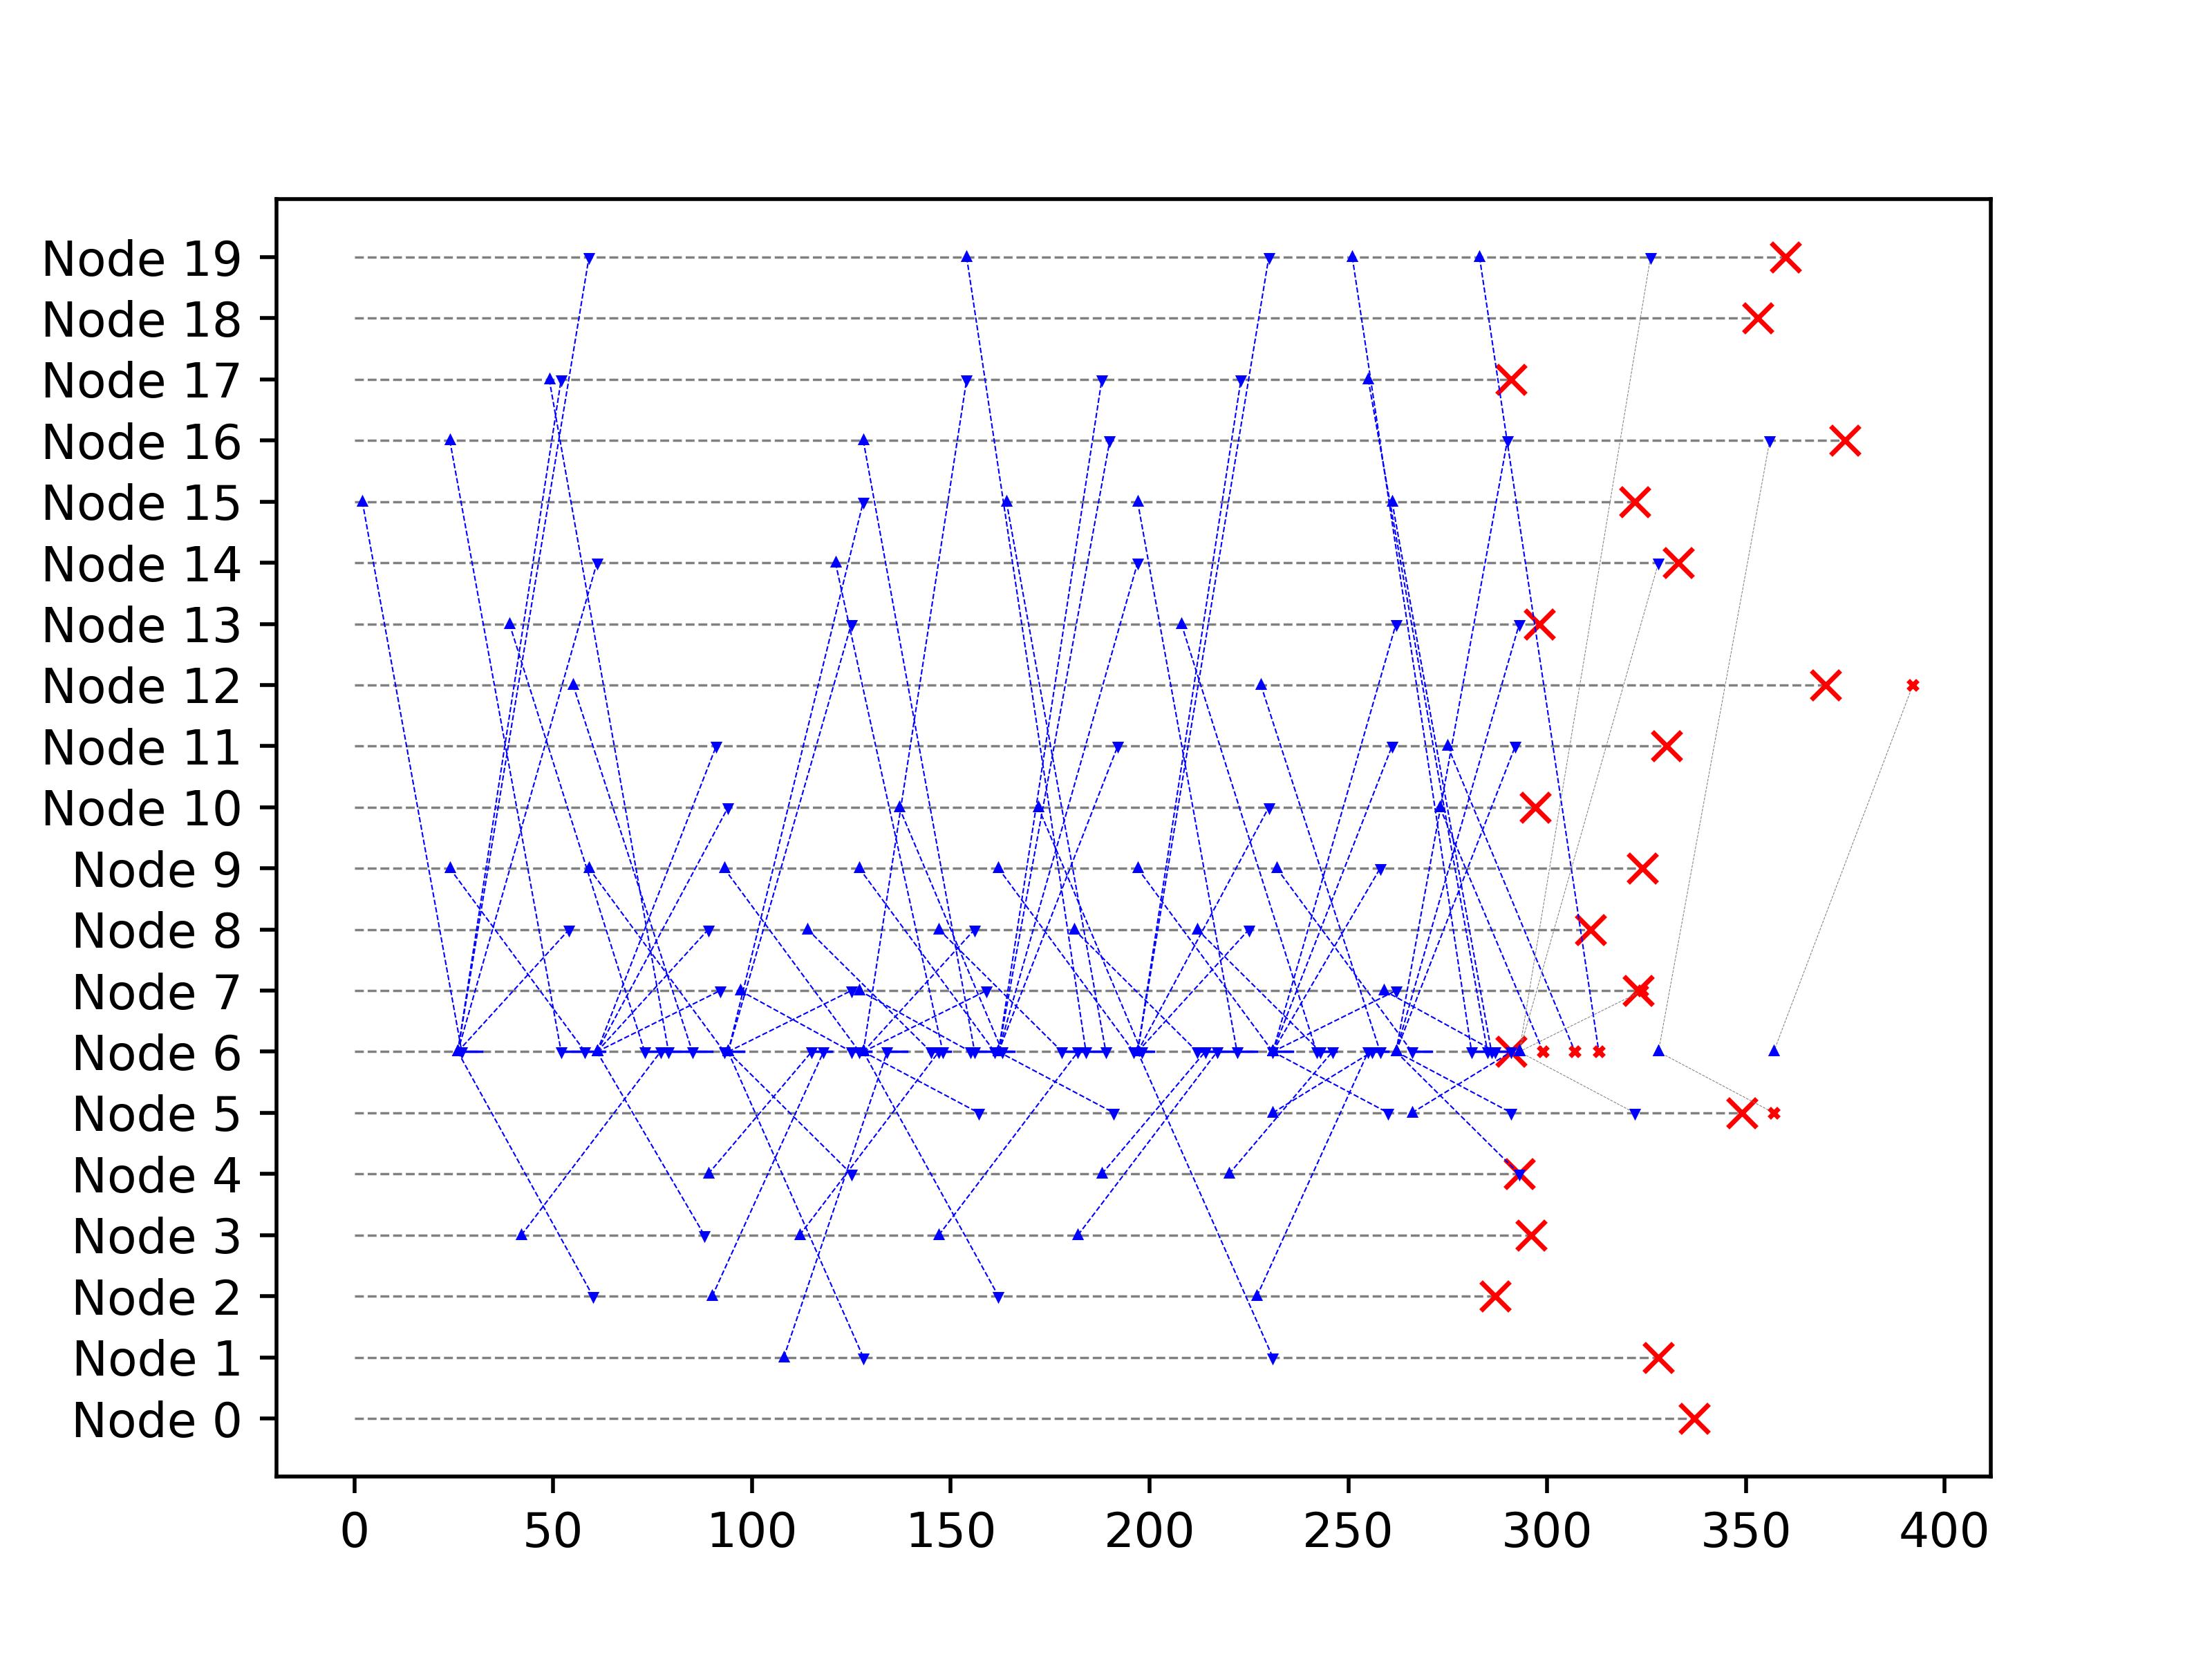 Node 19
Node 18
Node 17
Node 16
Node 15
Node 14
Node 13
Node 12
Node 11
Node 10
Node 9
Node 8
Node 7
Node 6
Node 5
Node 4
Node 3
Node 2
Node 1
Node 0
0 50 100 150 200 250 300 350 400